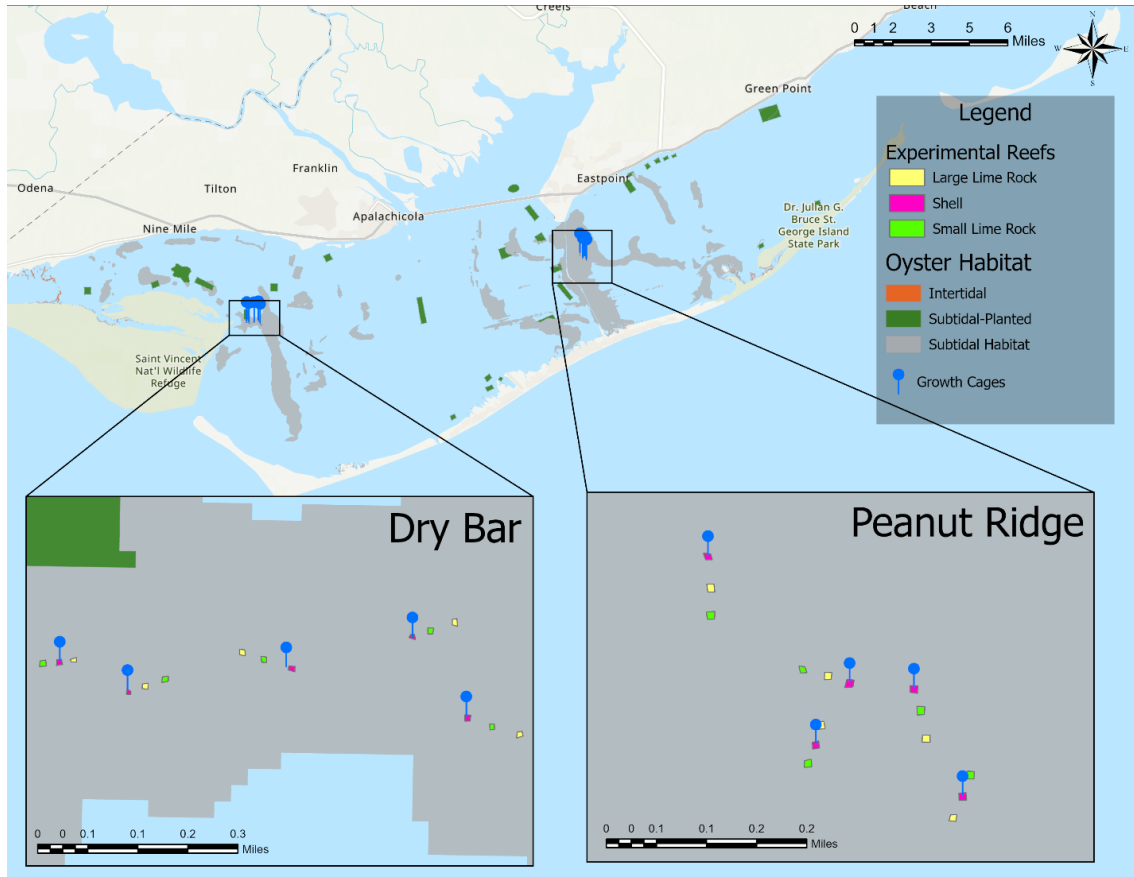 Creels
Beach
0 1 2 3 5 6
Miles
N
W E
S
Green Point
Legend
Experimental Reefs
Large Lime Rock
Shell
Small Lime Rock
Oyster Habitat
Intertidal
Subtidal-Planted
Subtidal Habitat
Growth Cages
Franklin
Eastpoint
Odena
Tilton
Apalachicola
Nine Mile
Dr. Julian G.
Bruce St.
George Island
State Park
Saint Vincent
Nat'l Wildlife
Refuge
Dry Bar
0 0 0.1 0.1 0.2 0.3
Miles
Peanut Ridge
0 0 0.1 0.1 0.2 0.2
Miles